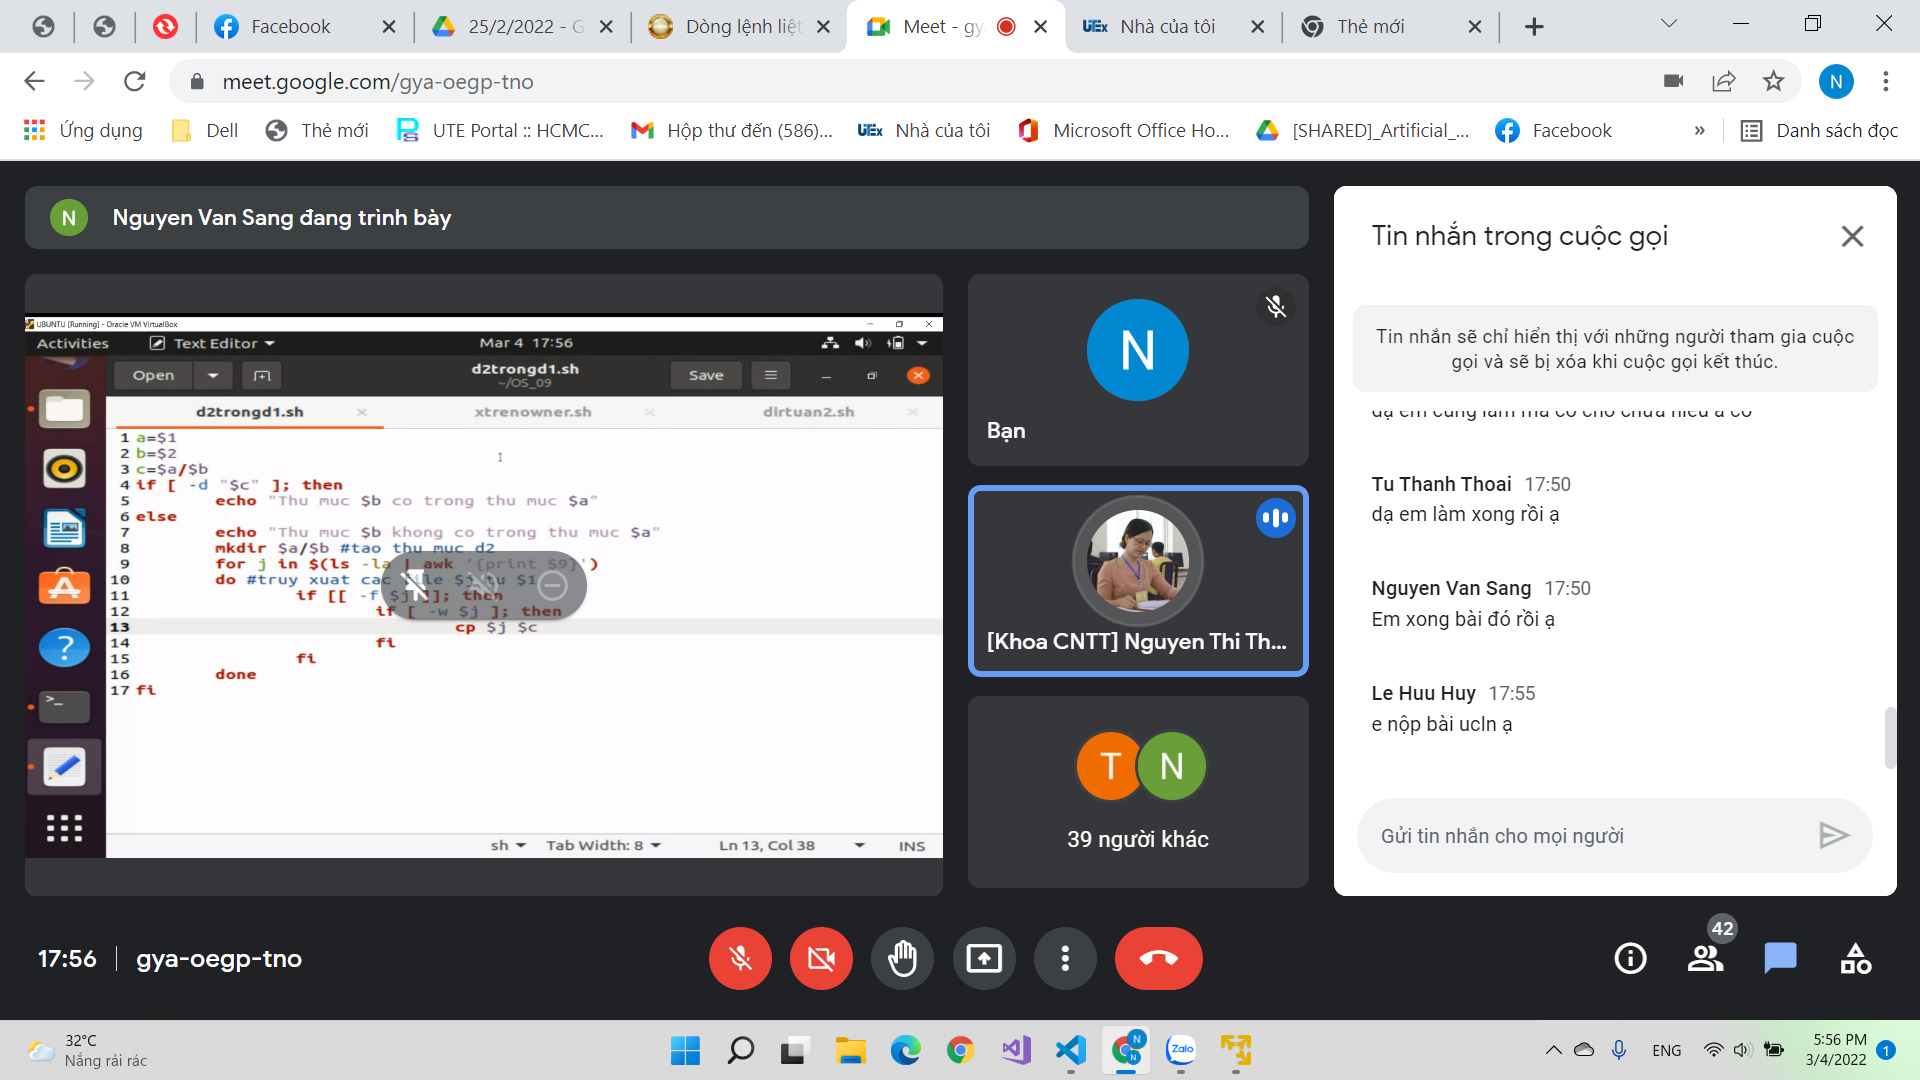 Facebook
25/2/2022 - G
Dòng lệnh liệt
Meet - gy
UEx Nhà của tôi
Thẻ mới
meet.google.com/gya-oegp-tno
N
Ứng dụng
Dell
Thẻ mới
UTE Portal :: HCMC...
Hộp thư đến (586)...
UEx Nhà của tôi
Microsoft Office Ho...
[SHARED]_Artificial_...
Facebook
»
Danh sách đọc
N Nguyen Van Sang đang trình bày
UBUNTU [Running] - Oracle VM VirtualBox
Activities
Text Editor
Mar 4 17:56
Open
d2trongd1.sh
~/OS_09
Save
d2trongd1.sh
xtrenowner.sh
dirtuan2.sh
1 a=$1
2 b=$2
3 c=$a/$b
4 if [ -d "$c" ]; then
5 echo "Thu muc $b co trong thu muc $a"
6 else
7 echo "Thu muc $b khong co trong thu muc $a"
8 mkdir $a/$b #tao thu muc d2
9 for j in $(ls -la | awk '{print $9}')
10 do #truy xuat cac file $j tu $1
11 if [[ -f $j ]]; then
12 if [ -w $j ]; then
13 cp $j $c
14 fi
15 fi
16 done
17 fi
sh
Tab Width: 8
Ln 13, Col 38
INS
N
Bạn
[Khoa CNTT] Nguyen Thi Th...
T N
39 người khác
Tin nhắn trong cuộc gọi
Tin nhắn sẽ chỉ hiển thị với những người tham gia cuộc
gọi và sẽ bị xóa khi cuộc gọi kết thúc.
Tu Thanh Thoai 17:50
dạ em làm xong rồi ạ
Nguyen Van Sang 17:50
Em xong bài đó rồi ạ
Le Huu Huy 17:55
e nộp bài ucln ạ
Gửi tin nhắn cho mọi người
17:56 | gya-oegp-tno
42
32°C
Nắng rải rác
Zalo
ENG
5:56 PM
3/4/2022
1